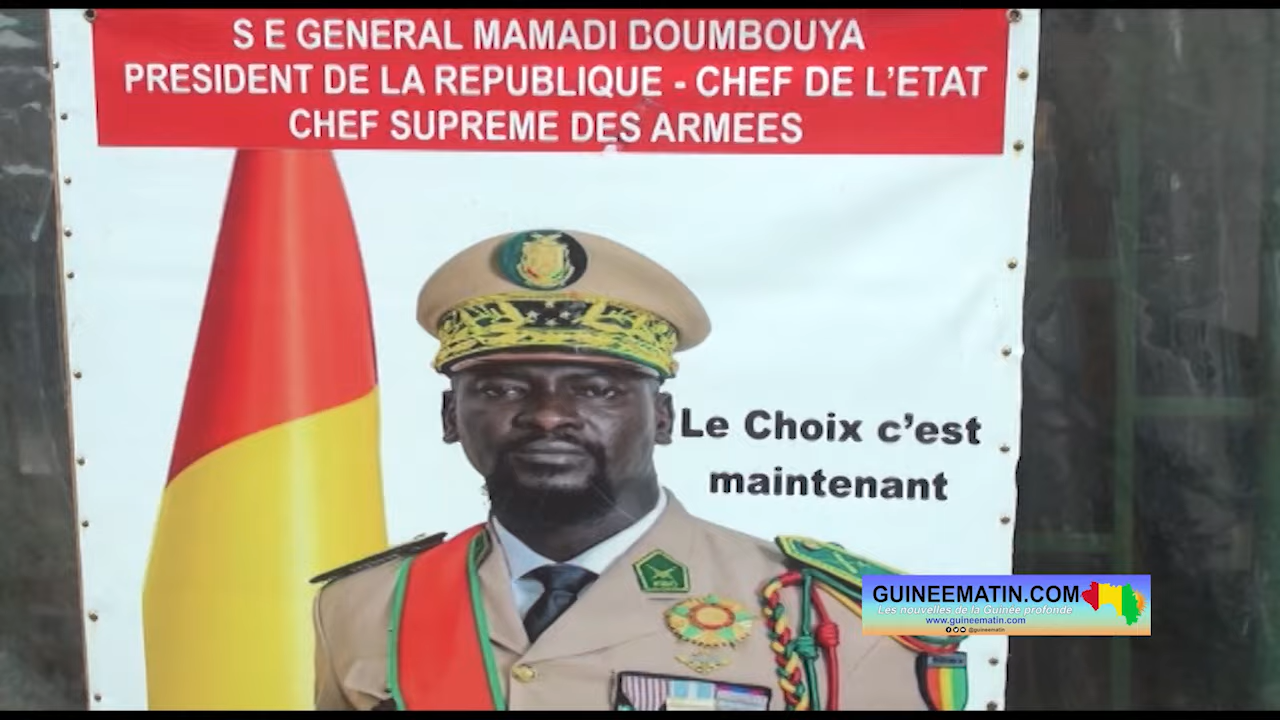 S E GENERAL MAMADI DOUMBOUYA
PRESIDENT DE LA REPUBLIQUE - CHEF DE L'ETAT
CHEF SUPREME DES ARMEES
Le Choix c'est
maintenant
GUINEEMATIN.COM
Les nouvelles de la Guinée profonde
www.guineematin.com
@guineematin